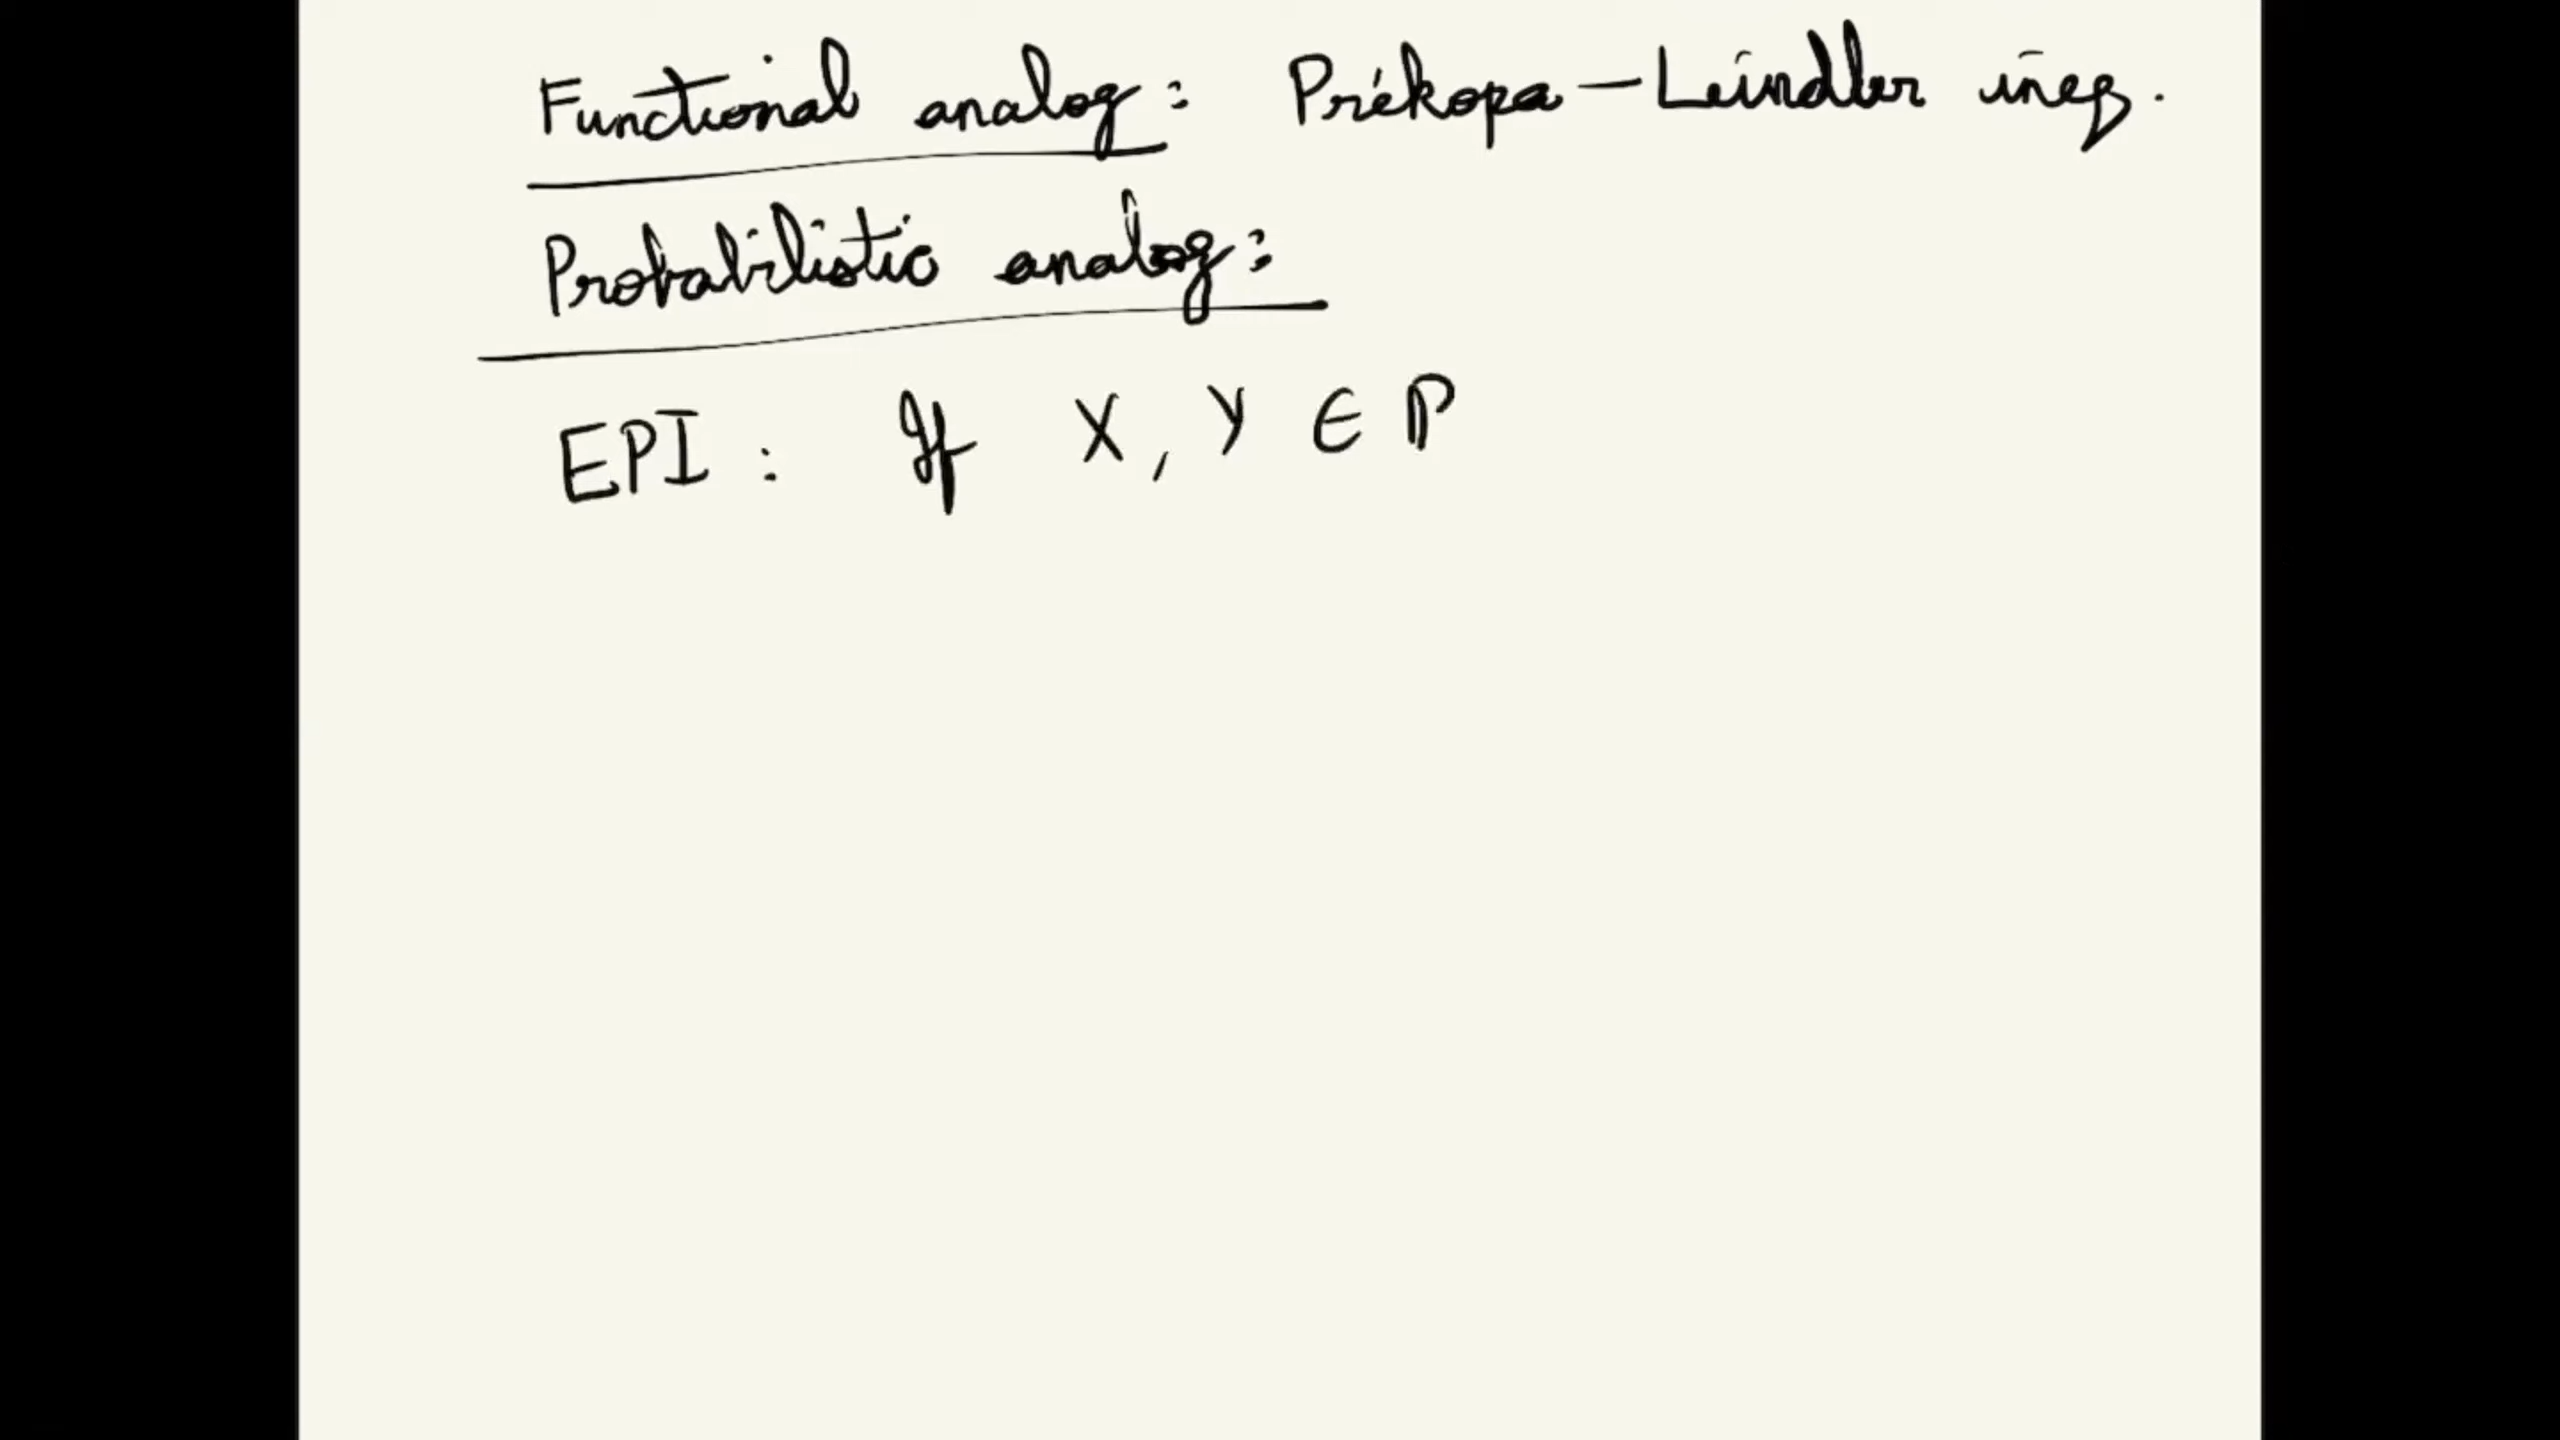 Functional analog: Prékopa–Leindler ineq.
Probabilistic analog:
EPI: If X, Y ∈ ℙ